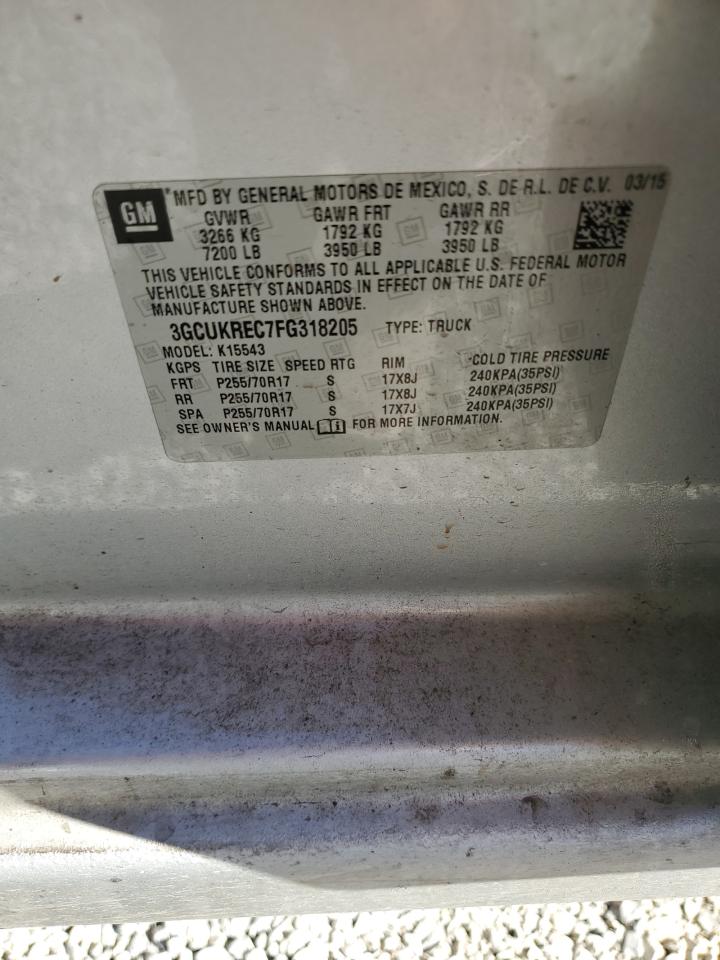 GM *MFD BY GENERAL MOTORS DE MEXICO, S. DE R.L. DE C.V. 03/15
GVWR GAWR FRT GAWR RR
3266 KG 1792 KG 1792 KG
7200 LB 3950 LB 3950 LB
THIS VEHICLE CONFORMS TO ALL APPLICABLE U.S. FEDERAL MOTOR
VEHICLE SAFETY STANDARDS IN EFFECT ON THE DATE OF
MANUFACTURE SHOWN ABOVE.
3GCUKREC7FG318205 TYPE: TRUCK
MODEL: K15543
KGPS TIRE SIZE SPEED RTG RIM COLD TIRE PRESSURE
FRT P255/70R17 S 17X8J 240KPA(35PSI)
RR P255/70R17 S 17X8J 240KPA(35PSI)
SPA P255/70R17 S 17X7J 240KPA(35PSI)
SEE OWNER'S MANUAL FOR MORE INFORMATION.